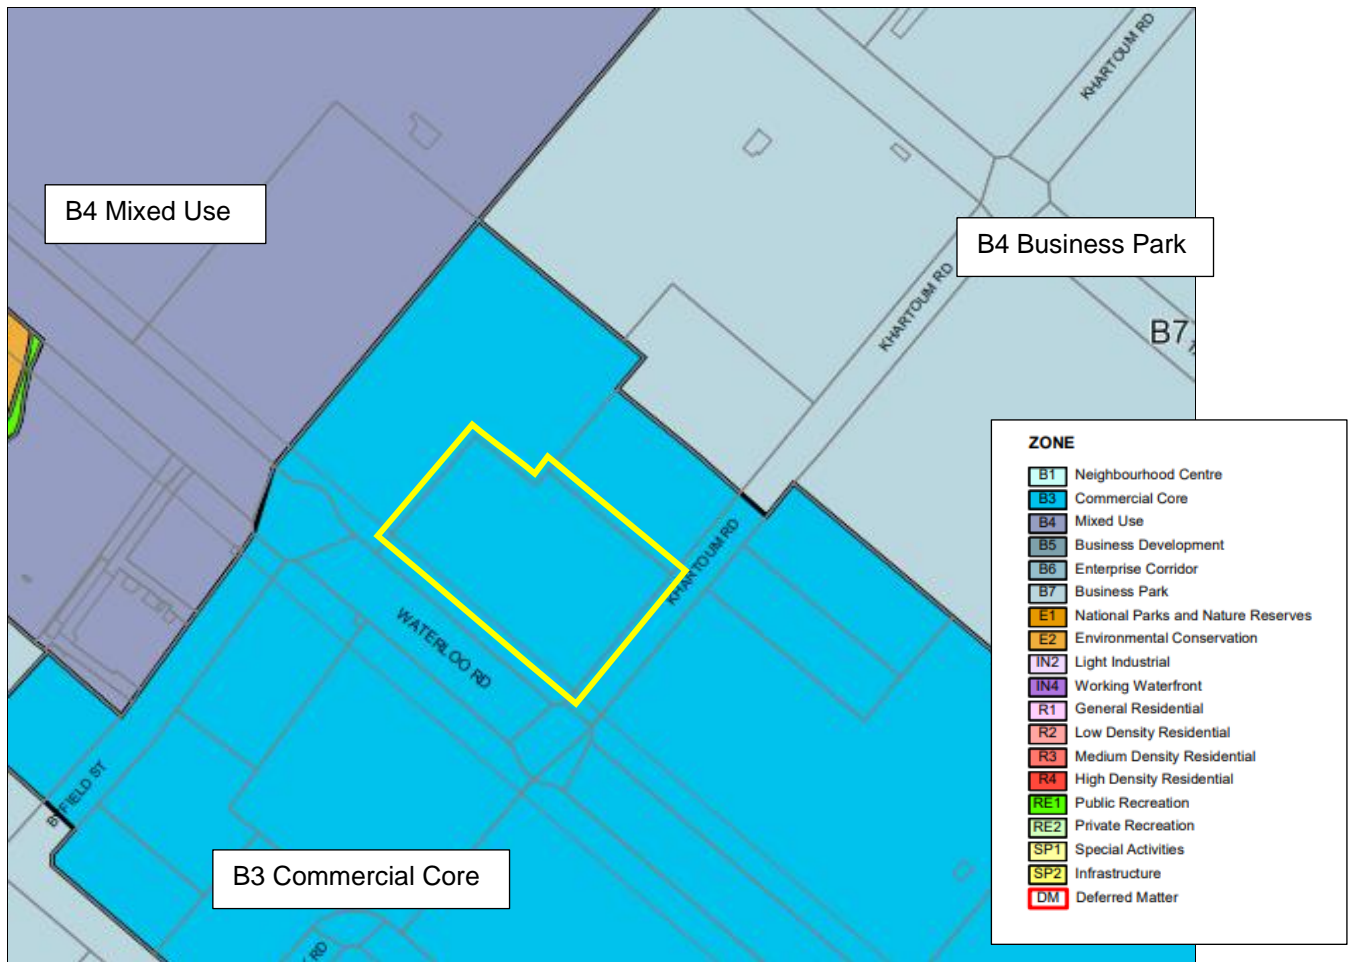 KHARTOUM RD
B4 Mixed Use
B4 Business Park
KHARTOUM RD
B7
KHARTOUM RD
WATERLOO RD
FIELD ST
B3 Commercial Core
RD
ZONE
B1 Neighbourhood Centre
B3 Commercial Core
B4 Mixed Use
B5 Business Development
B6 Enterprise Corridor
B7 Business Park
E1 National Parks and Nature Reserves
E2 Environmental Conservation
IN2 Light Industrial
IN4 Working Waterfront
R1 General Residential
R2 Low Density Residential
R3 Medium Density Residential
R4 High Density Residential
RE1 Public Recreation
RE2 Private Recreation
SP1 Special Activities
SP2 Infrastructure
DM Deferred Matter